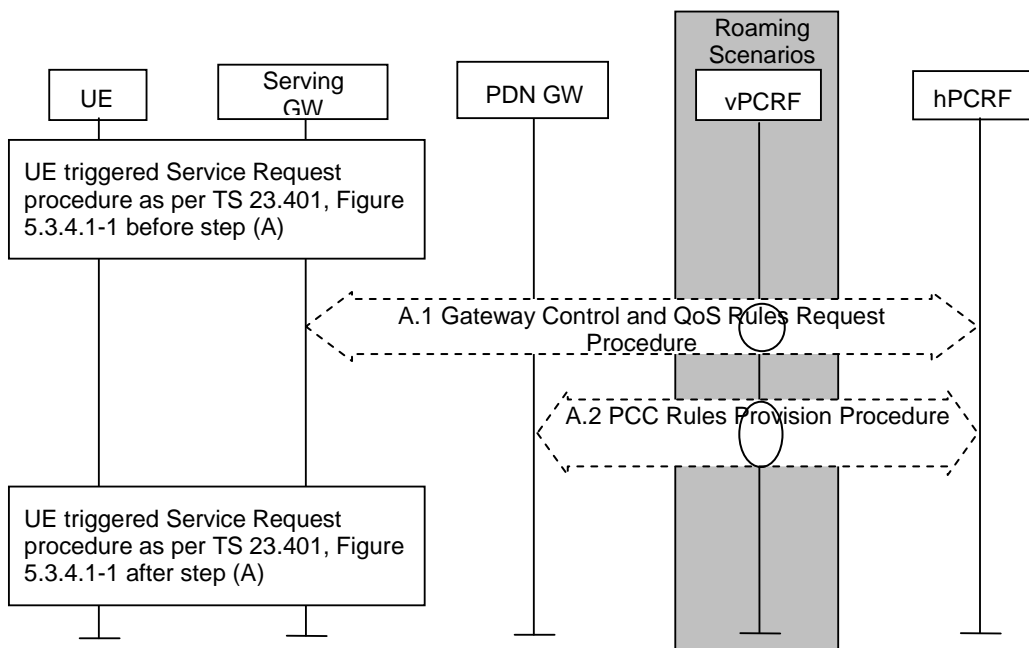 Roaming
Scenarios
UE
Serving
GW
PDN GW
vPCRF
hPCRF
UE triggered Service Request
procedure as per TS 23.401, Figure
5.3.4.1-1 before step (A)
A.1 Gateway Control and QoS Rules Request
Procedure
A.2 PCC Rules Provision Procedure
UE triggered Service Request
procedure as per TS 23.401, Figure
5.3.4.1-1 after step (A)